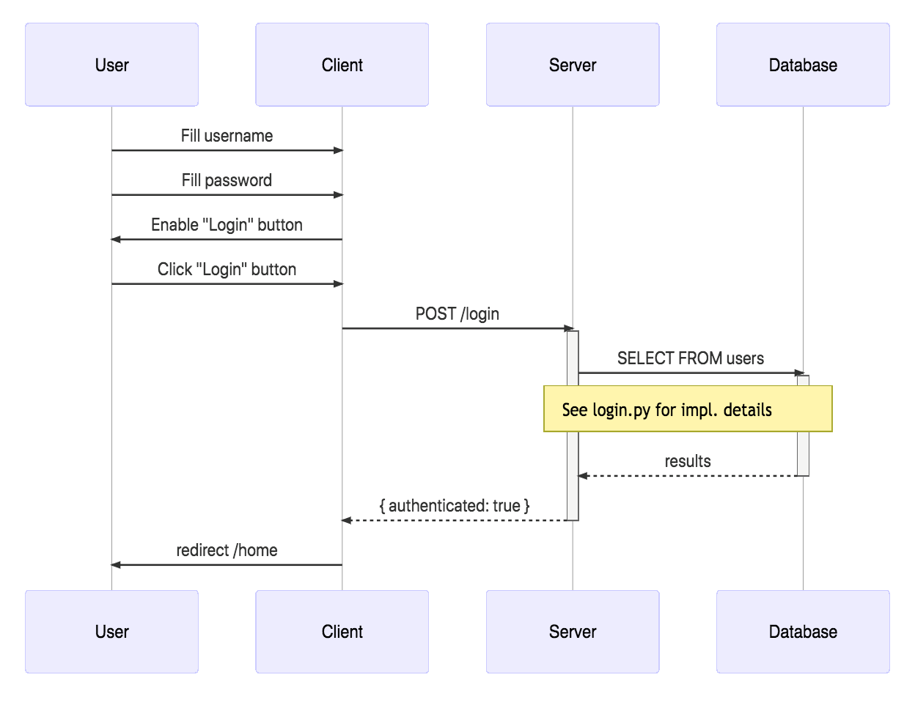 User
Client
Server
Database
Fill username
Fill password
Enable "Login" button
Click "Login" button
POST /login
SELECT FROM users
See login.py for impl. details
results
{ authenticated: true }
redirect /home
User
Client
Server
Database